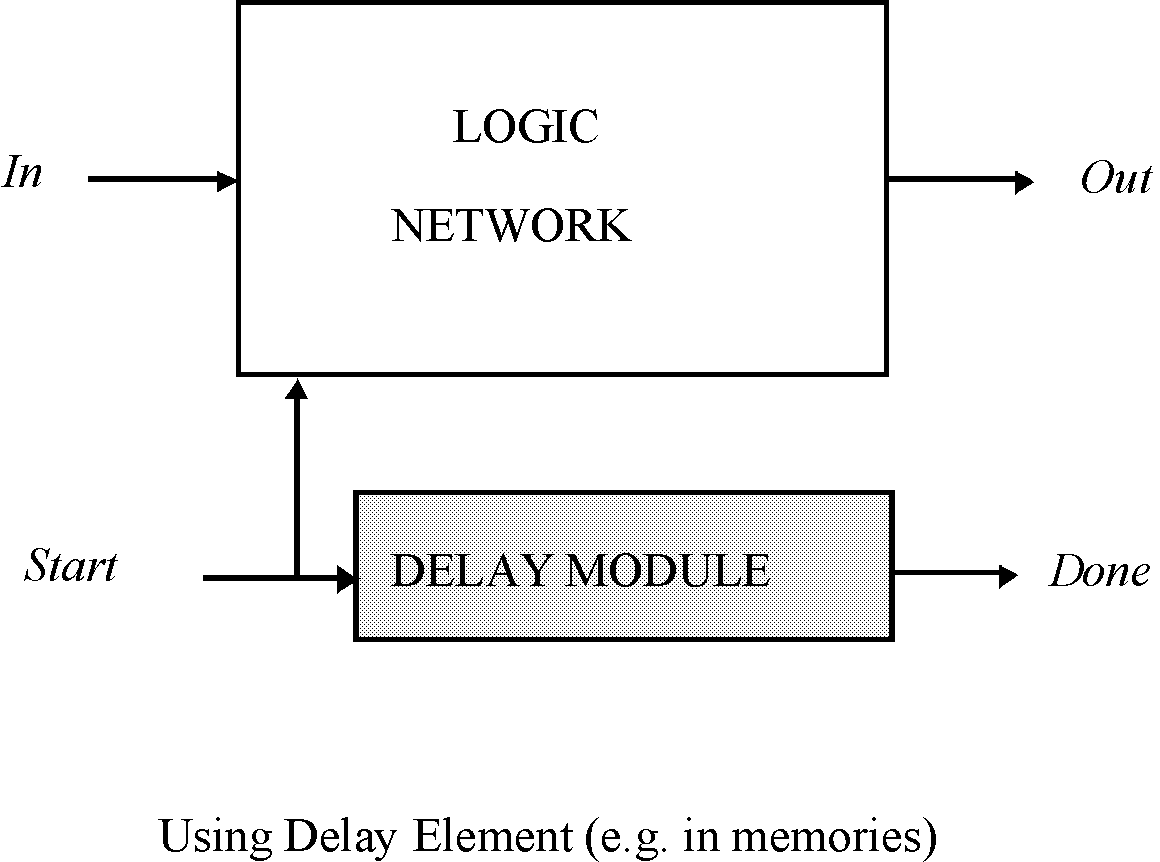 LOGIC
In
Out
NETWORK
Start
DELAY MODULE
Done
Using Delay Element (e.g. in memories)